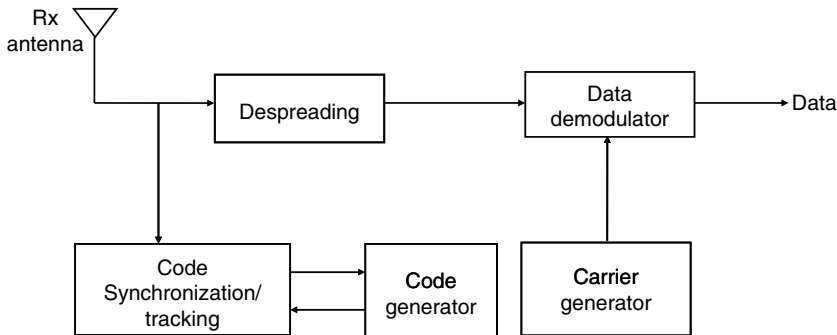 Rx
antenna
Despreading
Data
demodulator
Data
Code
Synchronization/
tracking
Code
generator
Carrier
generator